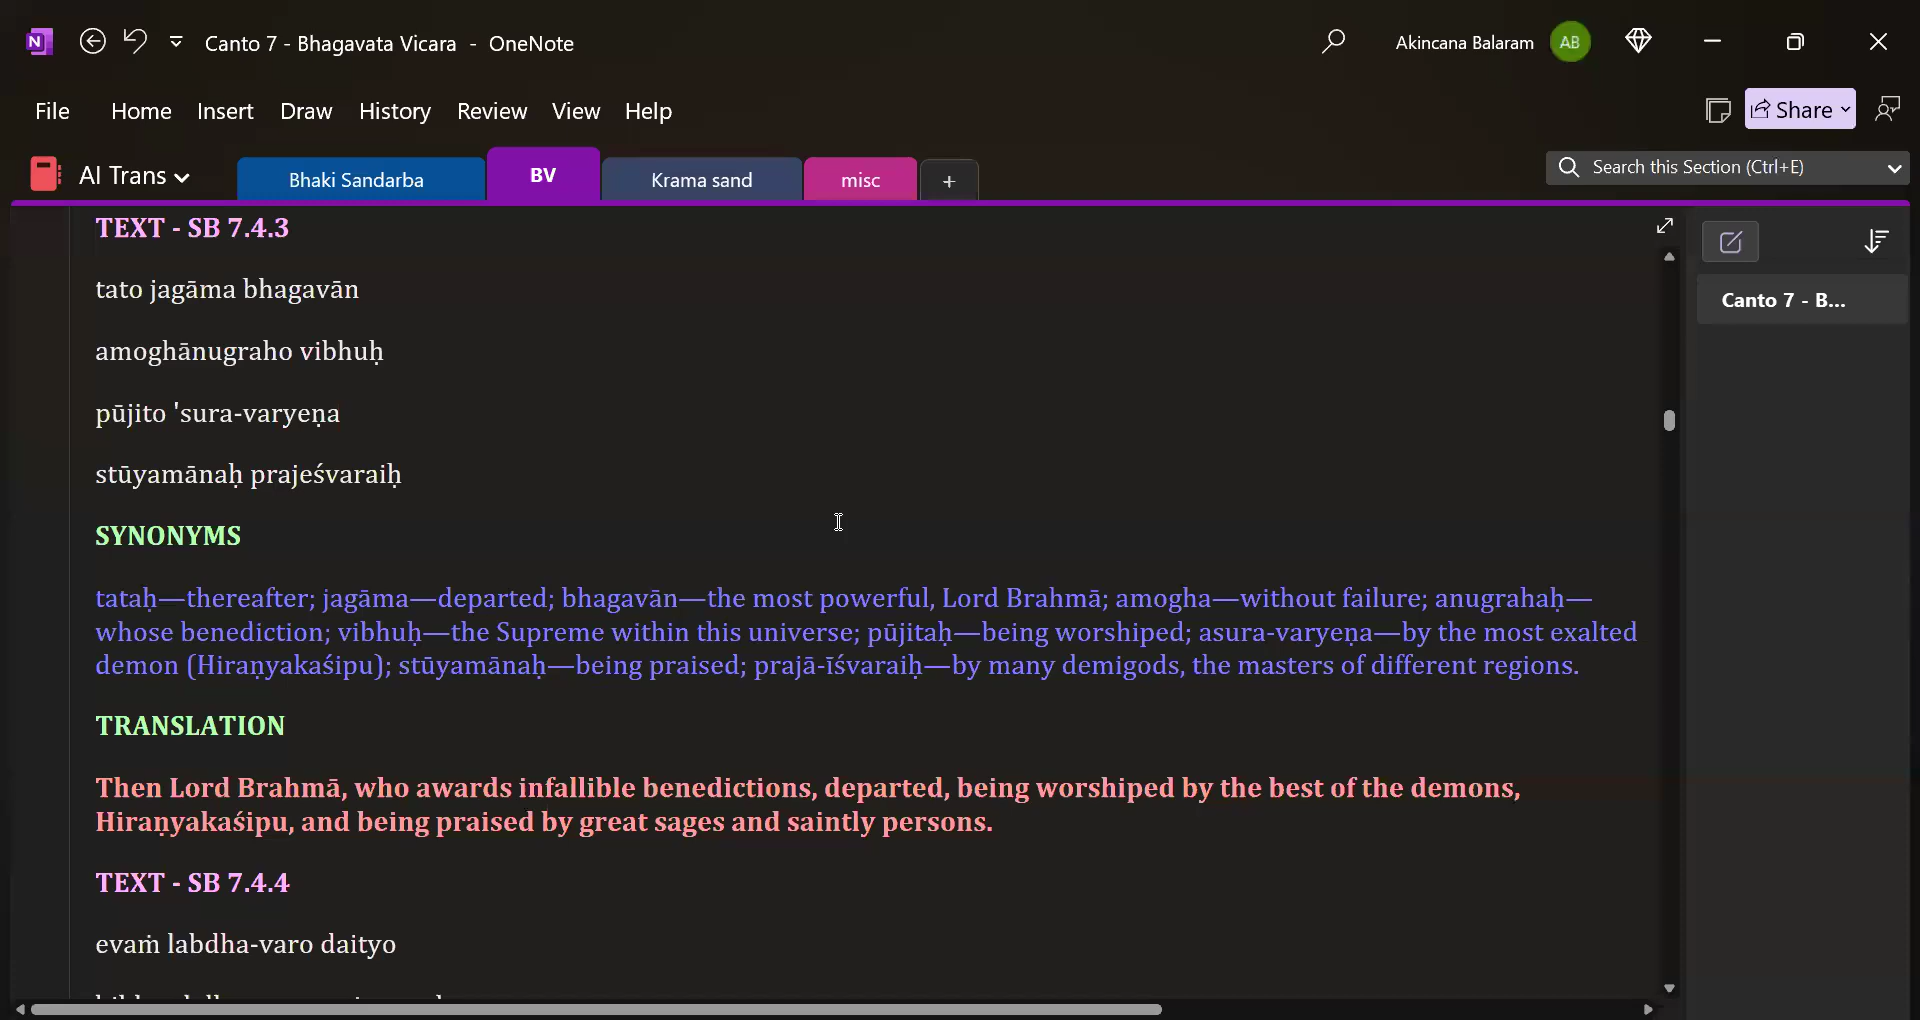 Canto 7 - Bhagavata Vicara - OneNote
Akincana Balaram
AB
File Home Insert Draw History Review View Help
Share
AI Trans
Bhaki Sandarba
BV
Krama sand
misc
+
Search this Section (Ctrl+E)
Canto 7 - B...
TEXT - SB 7.4.3
tato jagāma bhagavān
amoghānugraho vibhuḥ
pūjito 'sura-varyeṇa
stūyamānaḥ prajeśvaraiḥ
SYNONYMS
tataḥ—thereafter; jagāma—departed; bhagavān—the most powerful, Lord Brahmā; amogha—without failure; anugrahaḥ—
whose benediction; vibhuḥ—the Supreme within this universe; pūjitaḥ—being worshiped; asura-varyeṇa—by the most exalted
demon (Hiraṇyakaśipu); stūyamānaḥ—being praised; prajā-īśvaraiḥ—by many demigods, the masters of different regions.
TRANSLATION
Then Lord Brahmā, who awards infallible benedictions, departed, being worshiped by the best of the demons,
Hiraṇyakaśipu, and being praised by great sages and saintly persons.
TEXT - SB 7.4.4
evaṁ labdha-varo daityo